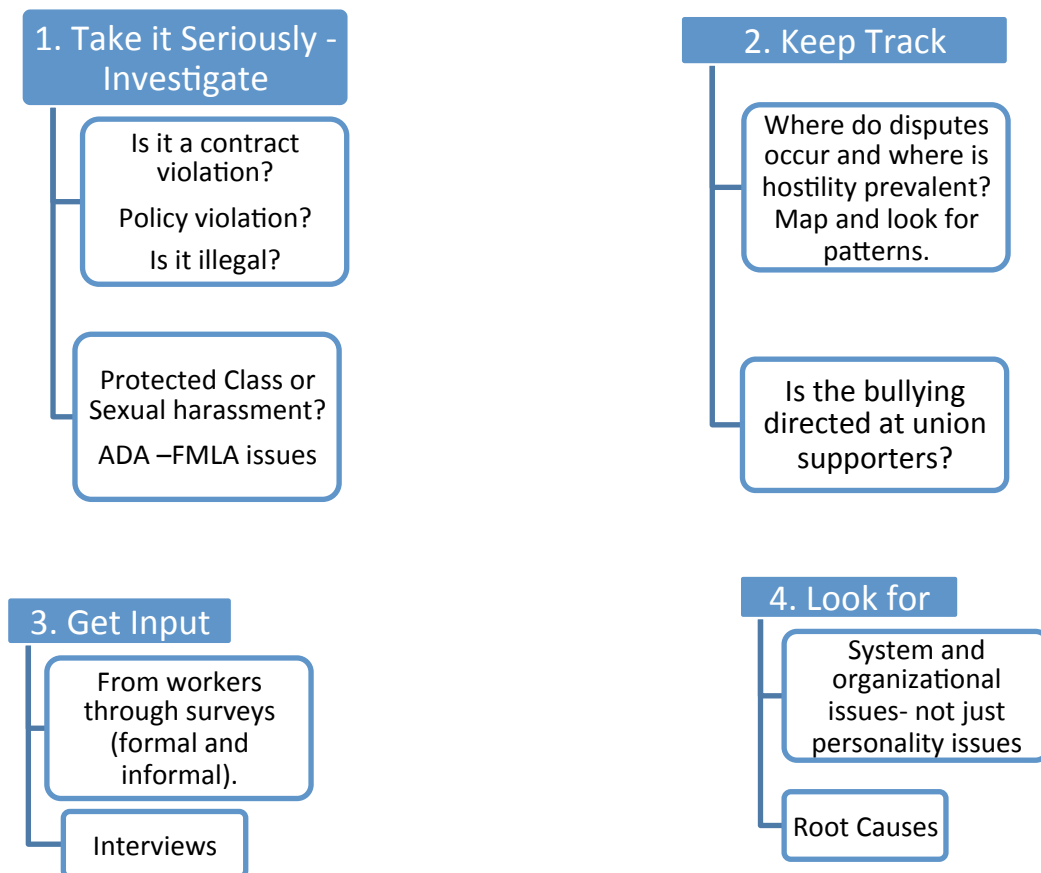 1. Take it Seriously -
Investigate
Is it a contract
violation?
Policy violation?
Is it illegal?
Protected Class or
Sexual harassment?
ADA –FMLA issues
2. Keep Track
Where do disputes
occur and where is
hostility prevalent?
Map and look for
patterns.
Is the bullying
directed at union
supporters?
3. Get Input
From workers
through surveys
(formal and
informal).
Interviews
4. Look for
System and
organizational
issues- not just
personality issues
Root Causes